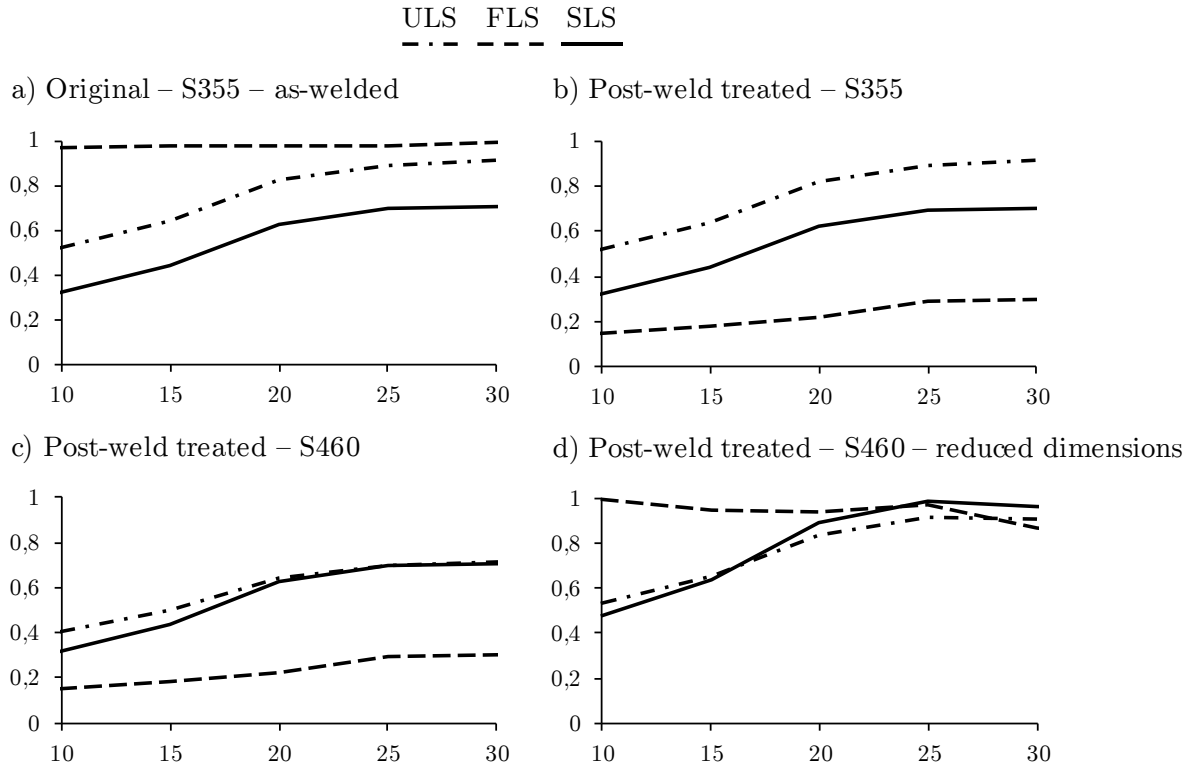 ULS FLS SLS
a) Original – S355 – as-welded
1
0,8
0,6
0,4
0,2
0
10 15 20 25 30
b) Post-weld treated – S355
1
0,8
0,6
0,4
0,2
0
10 15 20 25 30
c) Post-weld treated – S460
1
0,8
0,6
0,4
0,2
0
10 15 20 25 30
d) Post-weld treated – S460 – reduced dimensions
1
0,8
0,6
0,4
0,2
0
10 15 20 25 30